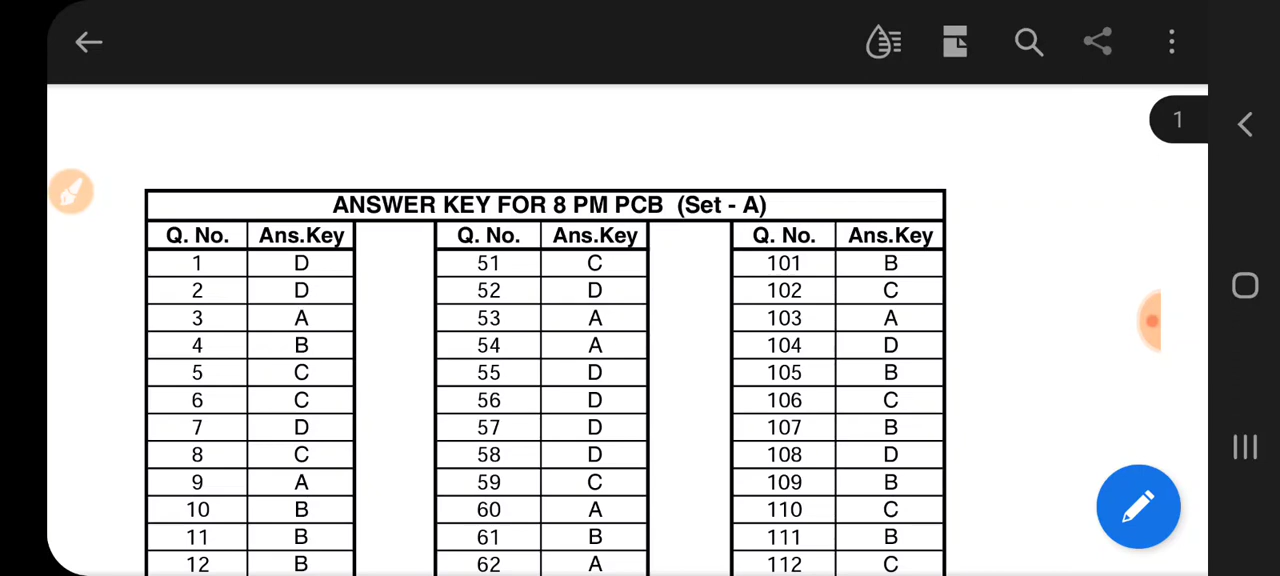 1
ANSWER KEY FOR 8 PM PCB (Set - A)
Q. No. Ans.Key Q. No. Ans.Key Q. No. Ans.Key
1 D 51 C 101 B
2 D 52 D 102 C
3 A 53 A 103 A
4 B 54 A 104 D
5 C 55 D 105 B
6 C 56 D 106 C
7 D 57 D 107 B
8 C 58 D 108 D
9 A 59 C 109 B
10 B 60 A 110 C
11 B 61 B 111 B
12 B 62 A 112 C